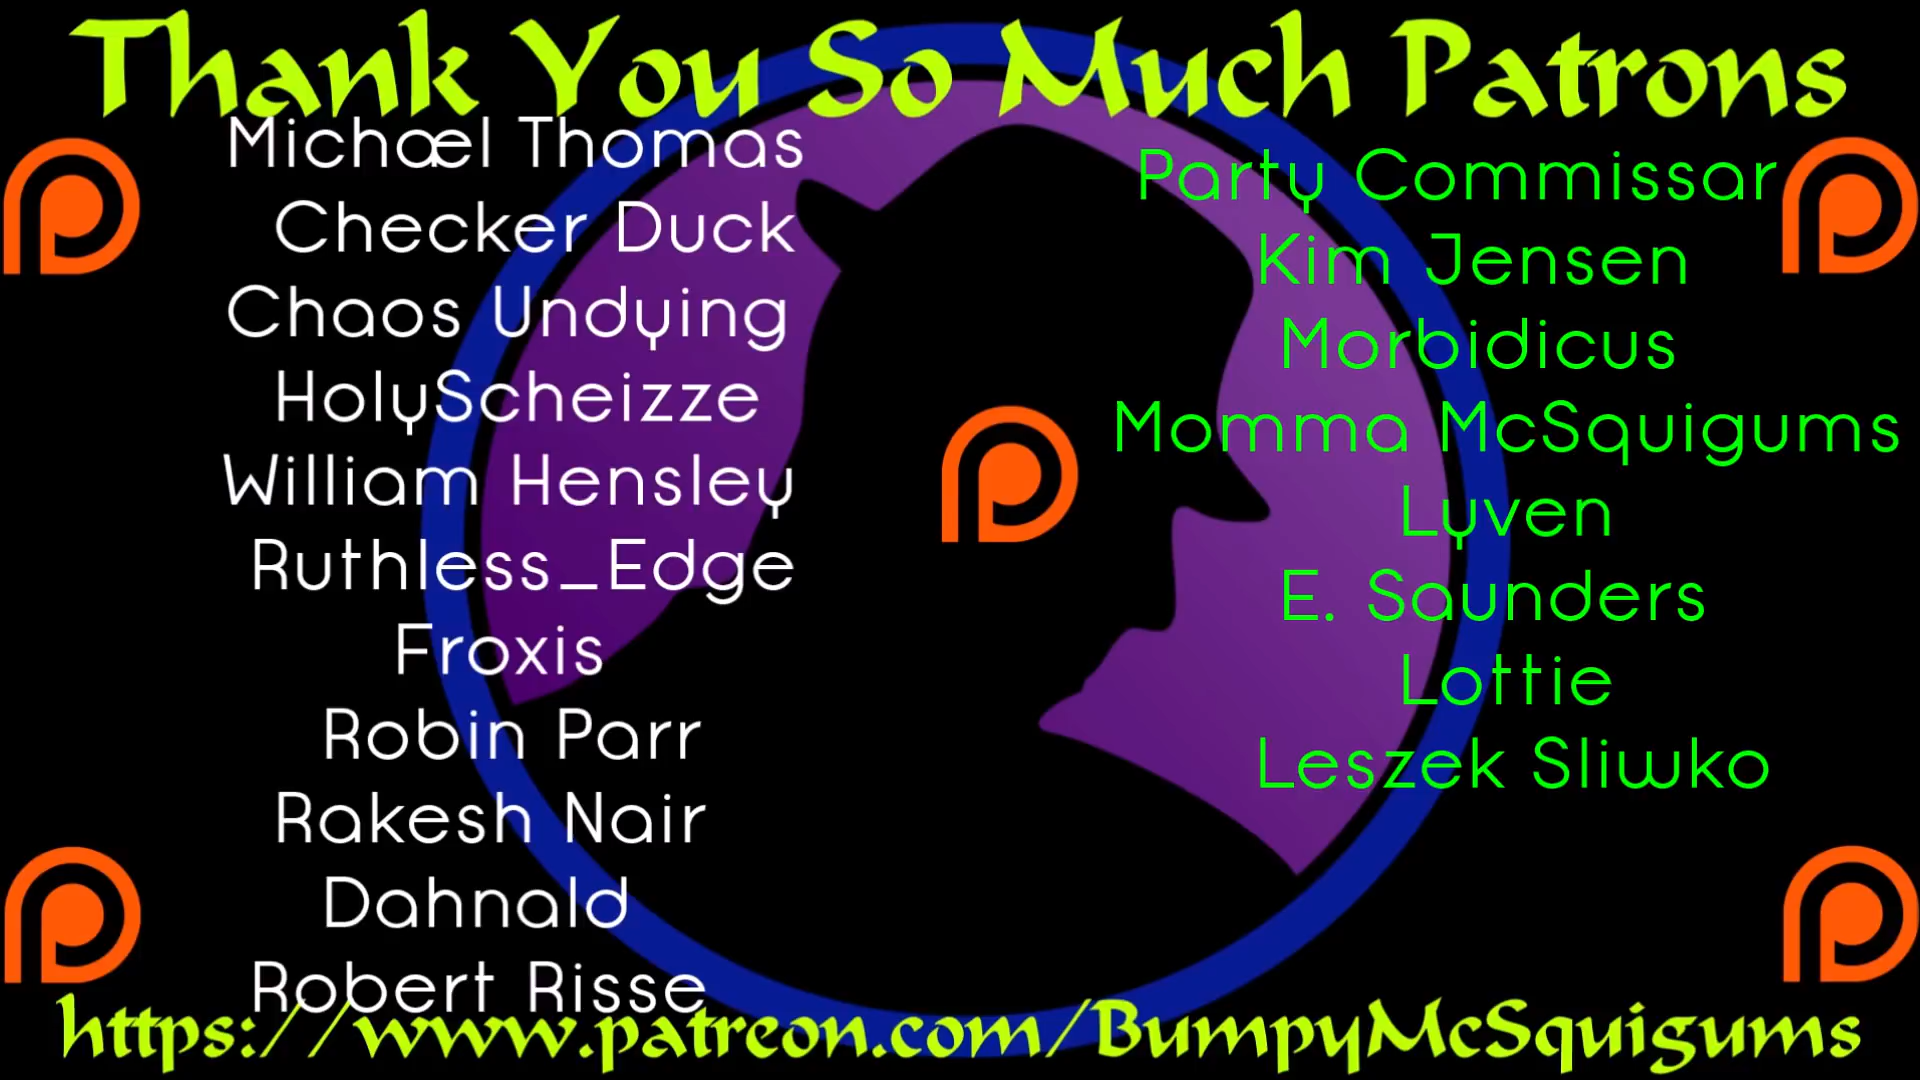 Thank You So Much Patrons
Michael Thomas
Checker Duck
Chaos Undying
HolyScheizze
William Hensley
Ruthless_Edge
Froxis
Robin Parr
Rakesh Nair
Dahnald
Robert Risse
Party Commissar
Kim Jensen
Morbidicus
Momma McSquigums
Lyven
E. Saunders
Lottie
Leszek Sliwko
https://www.patreon.com/BumpyMcSquigums